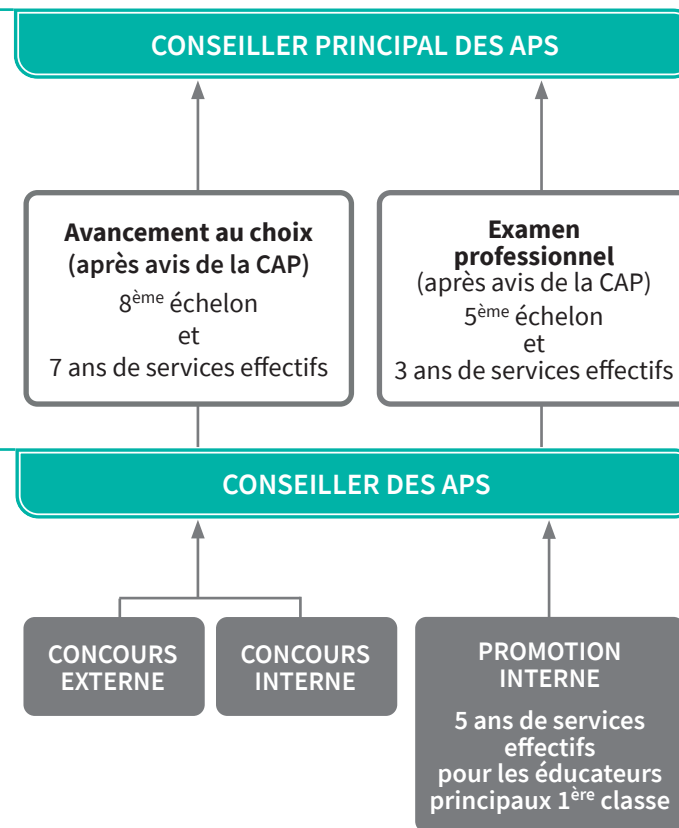 CONSEILLER PRINCIPAL DES APS
Avancement au choix
(après avis de la CAP)
8ème échelon
et
7 ans de services effectifs
Examen
professionnel
(après avis de la CAP)
5ème échelon
et
3 ans de services effectifs
CONSEILLER DES APS
CONCOURS
EXTERNE
CONCOURS
INTERNE
PROMOTION
INTERNE
5 ans de services
effectifs
pour les éducateurs
principaux 1ère classe